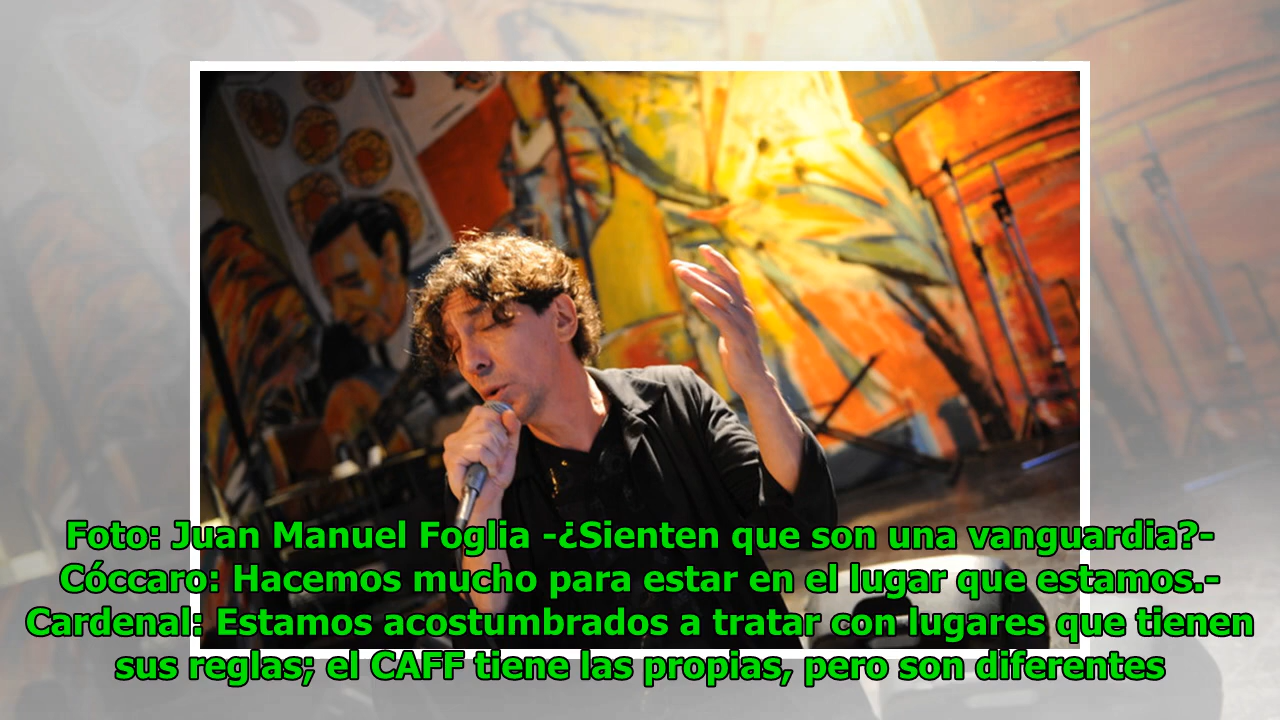 Foto: Juan Manuel Foglia -¿Sienten que son una vanguardia?-
Cóccaro: Hacemos mucho para estar en el lugar que estamos.-
Cardenal: Estamos acostumbrados a tratar con lugares que tienen
sus reglas; el CAFF tiene las propias, pero son diferentes